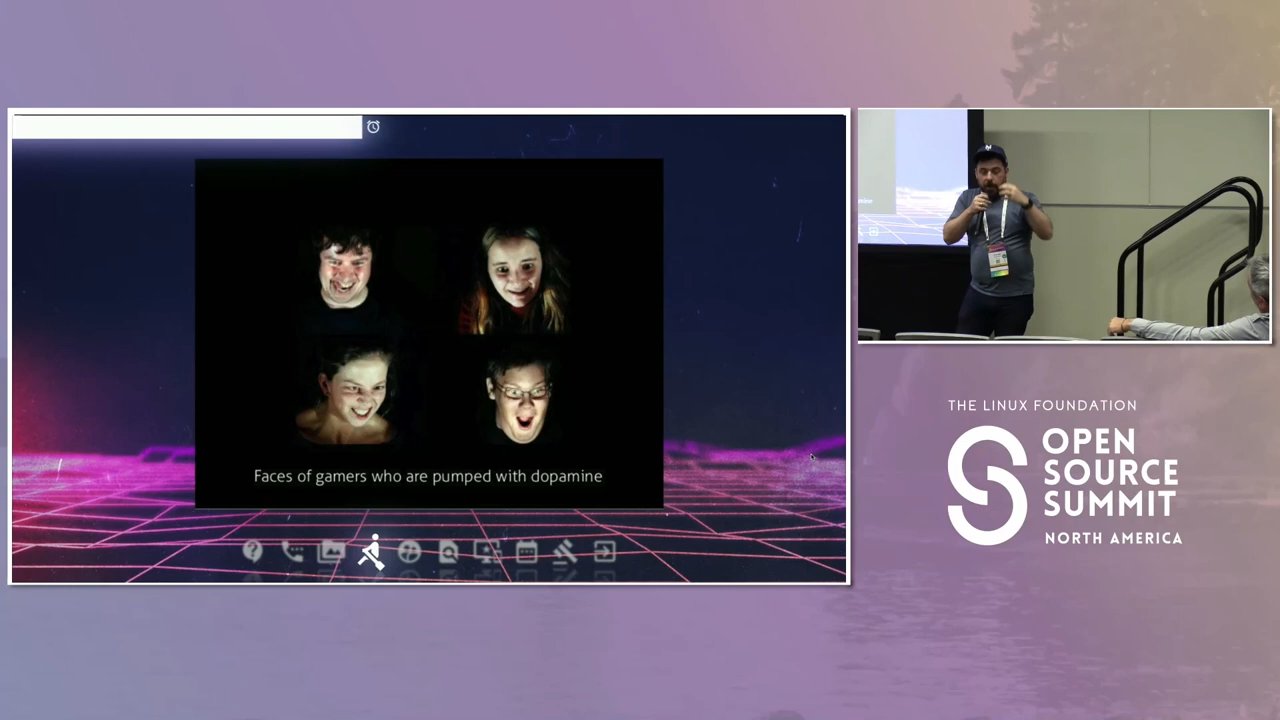 Faces of gamers who are pumped with dopamine
THE LINUX FOUNDATION
OPEN
SOURCE
SUMMIT
NORTH AMERICA